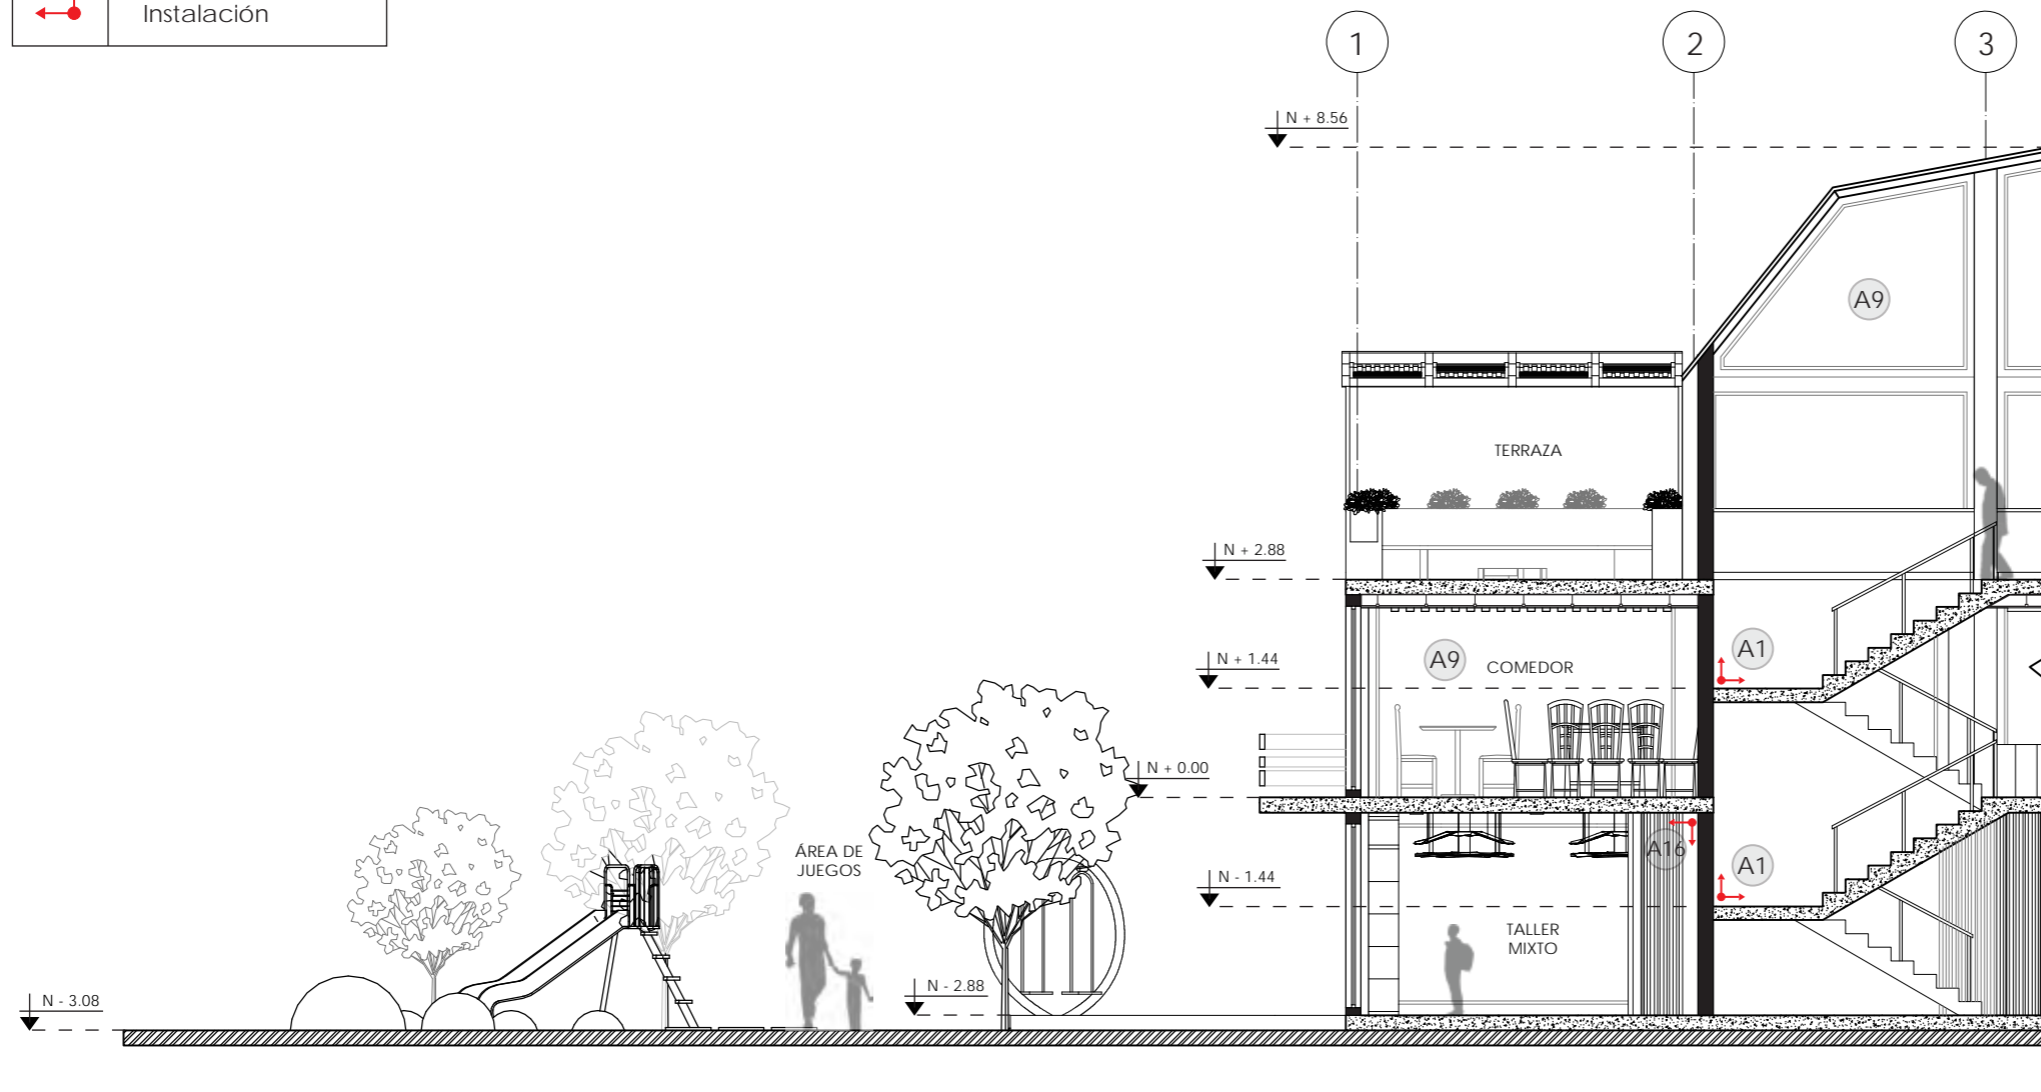 Instalación
1
2
3
N + 8.56
A9
TERRAZA
N + 2.88
N + 1.44
A9
COMEDOR
A1
N + 0.00
ÁREA DE
JUEGOS
A16
A1
N - 1.44
TALLER
MIXTO
N - 2.88
N - 3.08